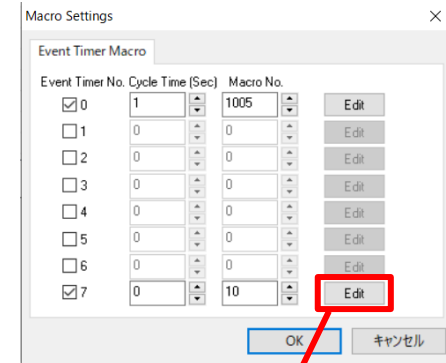 Macro Settings
Event Timer Macro
Event Timer No. Cycle Time (Sec) Macro No.
0 1 1005 Edit
1 0 0 Edit
2 0 0 Edit
3 0 0 Edit
4 0 0 Edit
5 0 0 Edit
6 0 0 Edit
7 0 10 Edit
OK キャンセル